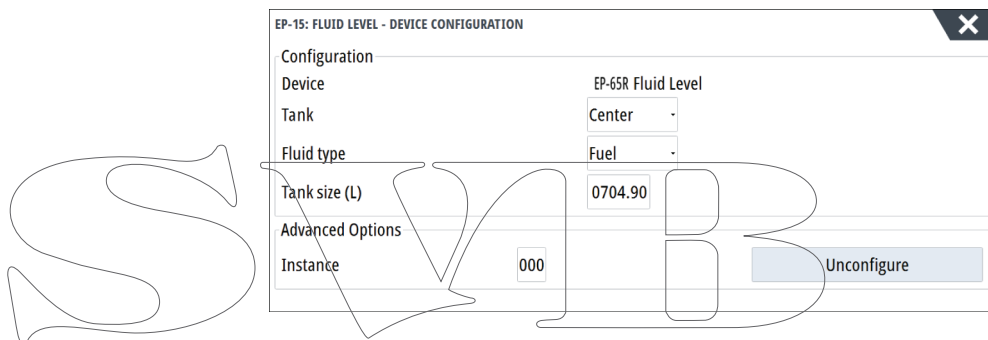 EP-15: FLUID LEVEL - DEVICE CONFIGURATION
Configuration
Device EP-65R Fluid Level
Tank Center
Fluid type Fuel
Tank size (L) 0704.90
Advanced Options
Instance 000 Unconfigure
SVB